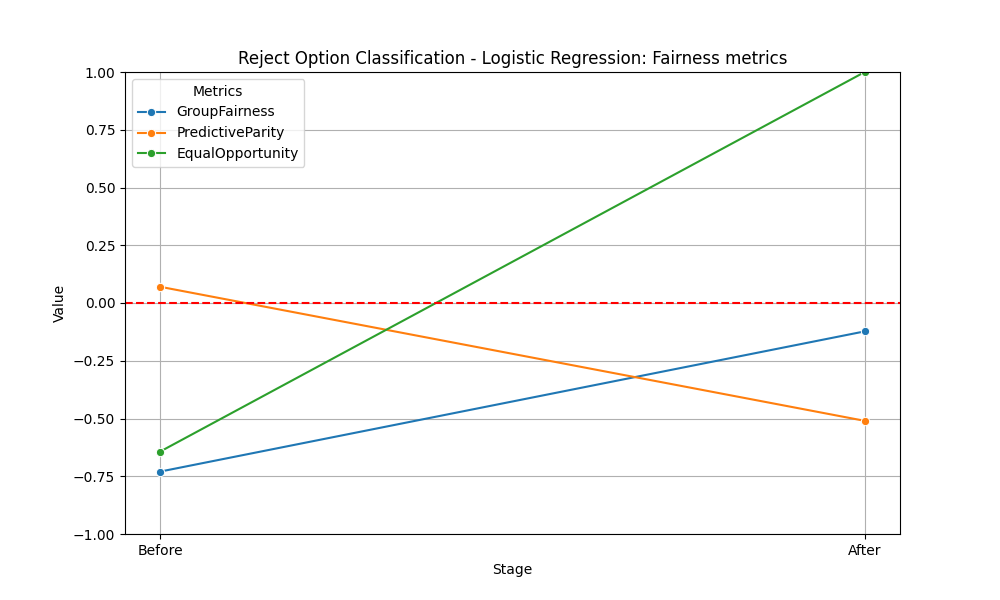 Reject Option Classification - Logistic Regression: Fairness metrics
Metrics
GroupFairness
PredictiveParity
EqualOpportunity
1.00
0.75
0.50
0.25
0.00
−0.25
−0.50
−0.75
−1.00
Value
Before
After
Stage